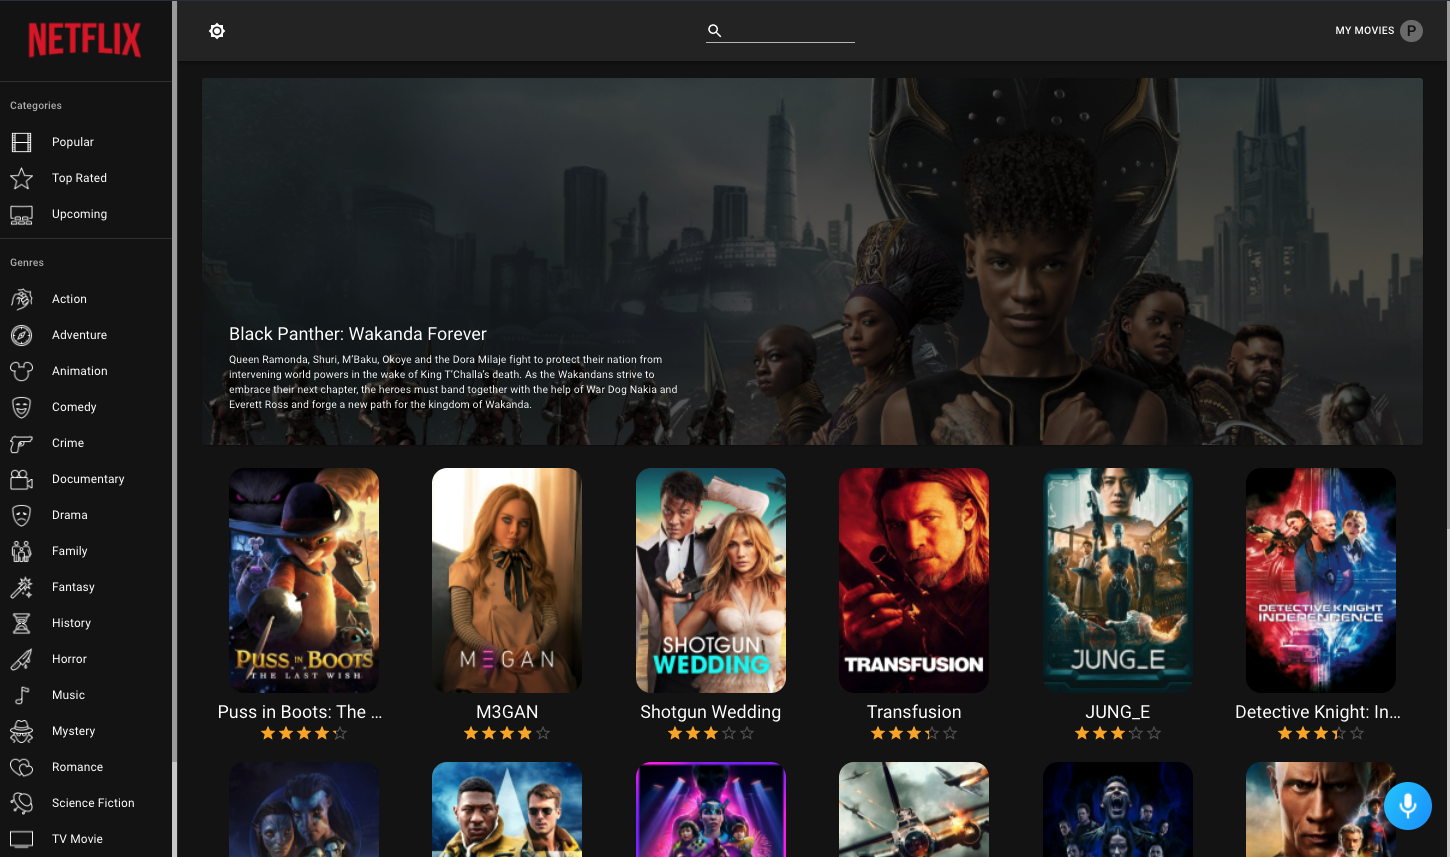 NETFLIX
MY MOVIES P
Categories
Popular
Top Rated
Upcoming
Genres
Action
Adventure
Animation
Comedy
Crime
Documentary
Drama
Family
Fantasy
History
Horror
Music
Mystery
Romance
Science Fiction
TV Movie
Black Panther: Wakanda Forever
Queen Ramonda, Shuri, M’Baku, Okoye and the Dora Milaje fight to protect their nation from
intervening world powers in the wake of King T’Challa’s death. As the Wakandans strive to
embrace their next chapter, the heroes must band together with the help of War Dog Nakia and
Everett Ross and forge a new path for the kingdom of Wakanda.
PUSS IN BOOTS
THE LAST WISH
M3GAN
SHOTGUN
WEDDING
TRANSFUSION
JUNG_E
DETECTIVE KNIGHT
INDEPENDENCE
Puss in Boots: The ...
M3GAN
Shotgun Wedding
Transfusion
JUNG_E
Detective Knight: In...